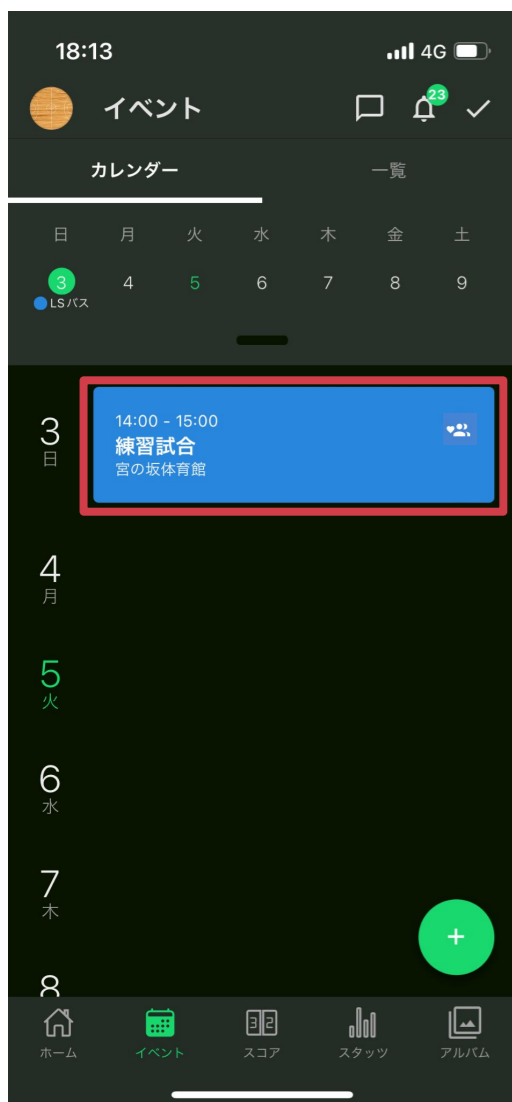 18:13 4G
イベント 23
カレンダー 一覧
日 月 火 水 木 金 土
3 4 5 6 7 8 9
LSバス
3
日
14:00 - 15:00
練習試合
宮の坂体育館
4
月
5
火
6
水
7
木
+
8
ホーム イベント スコア スタッツ アルバム